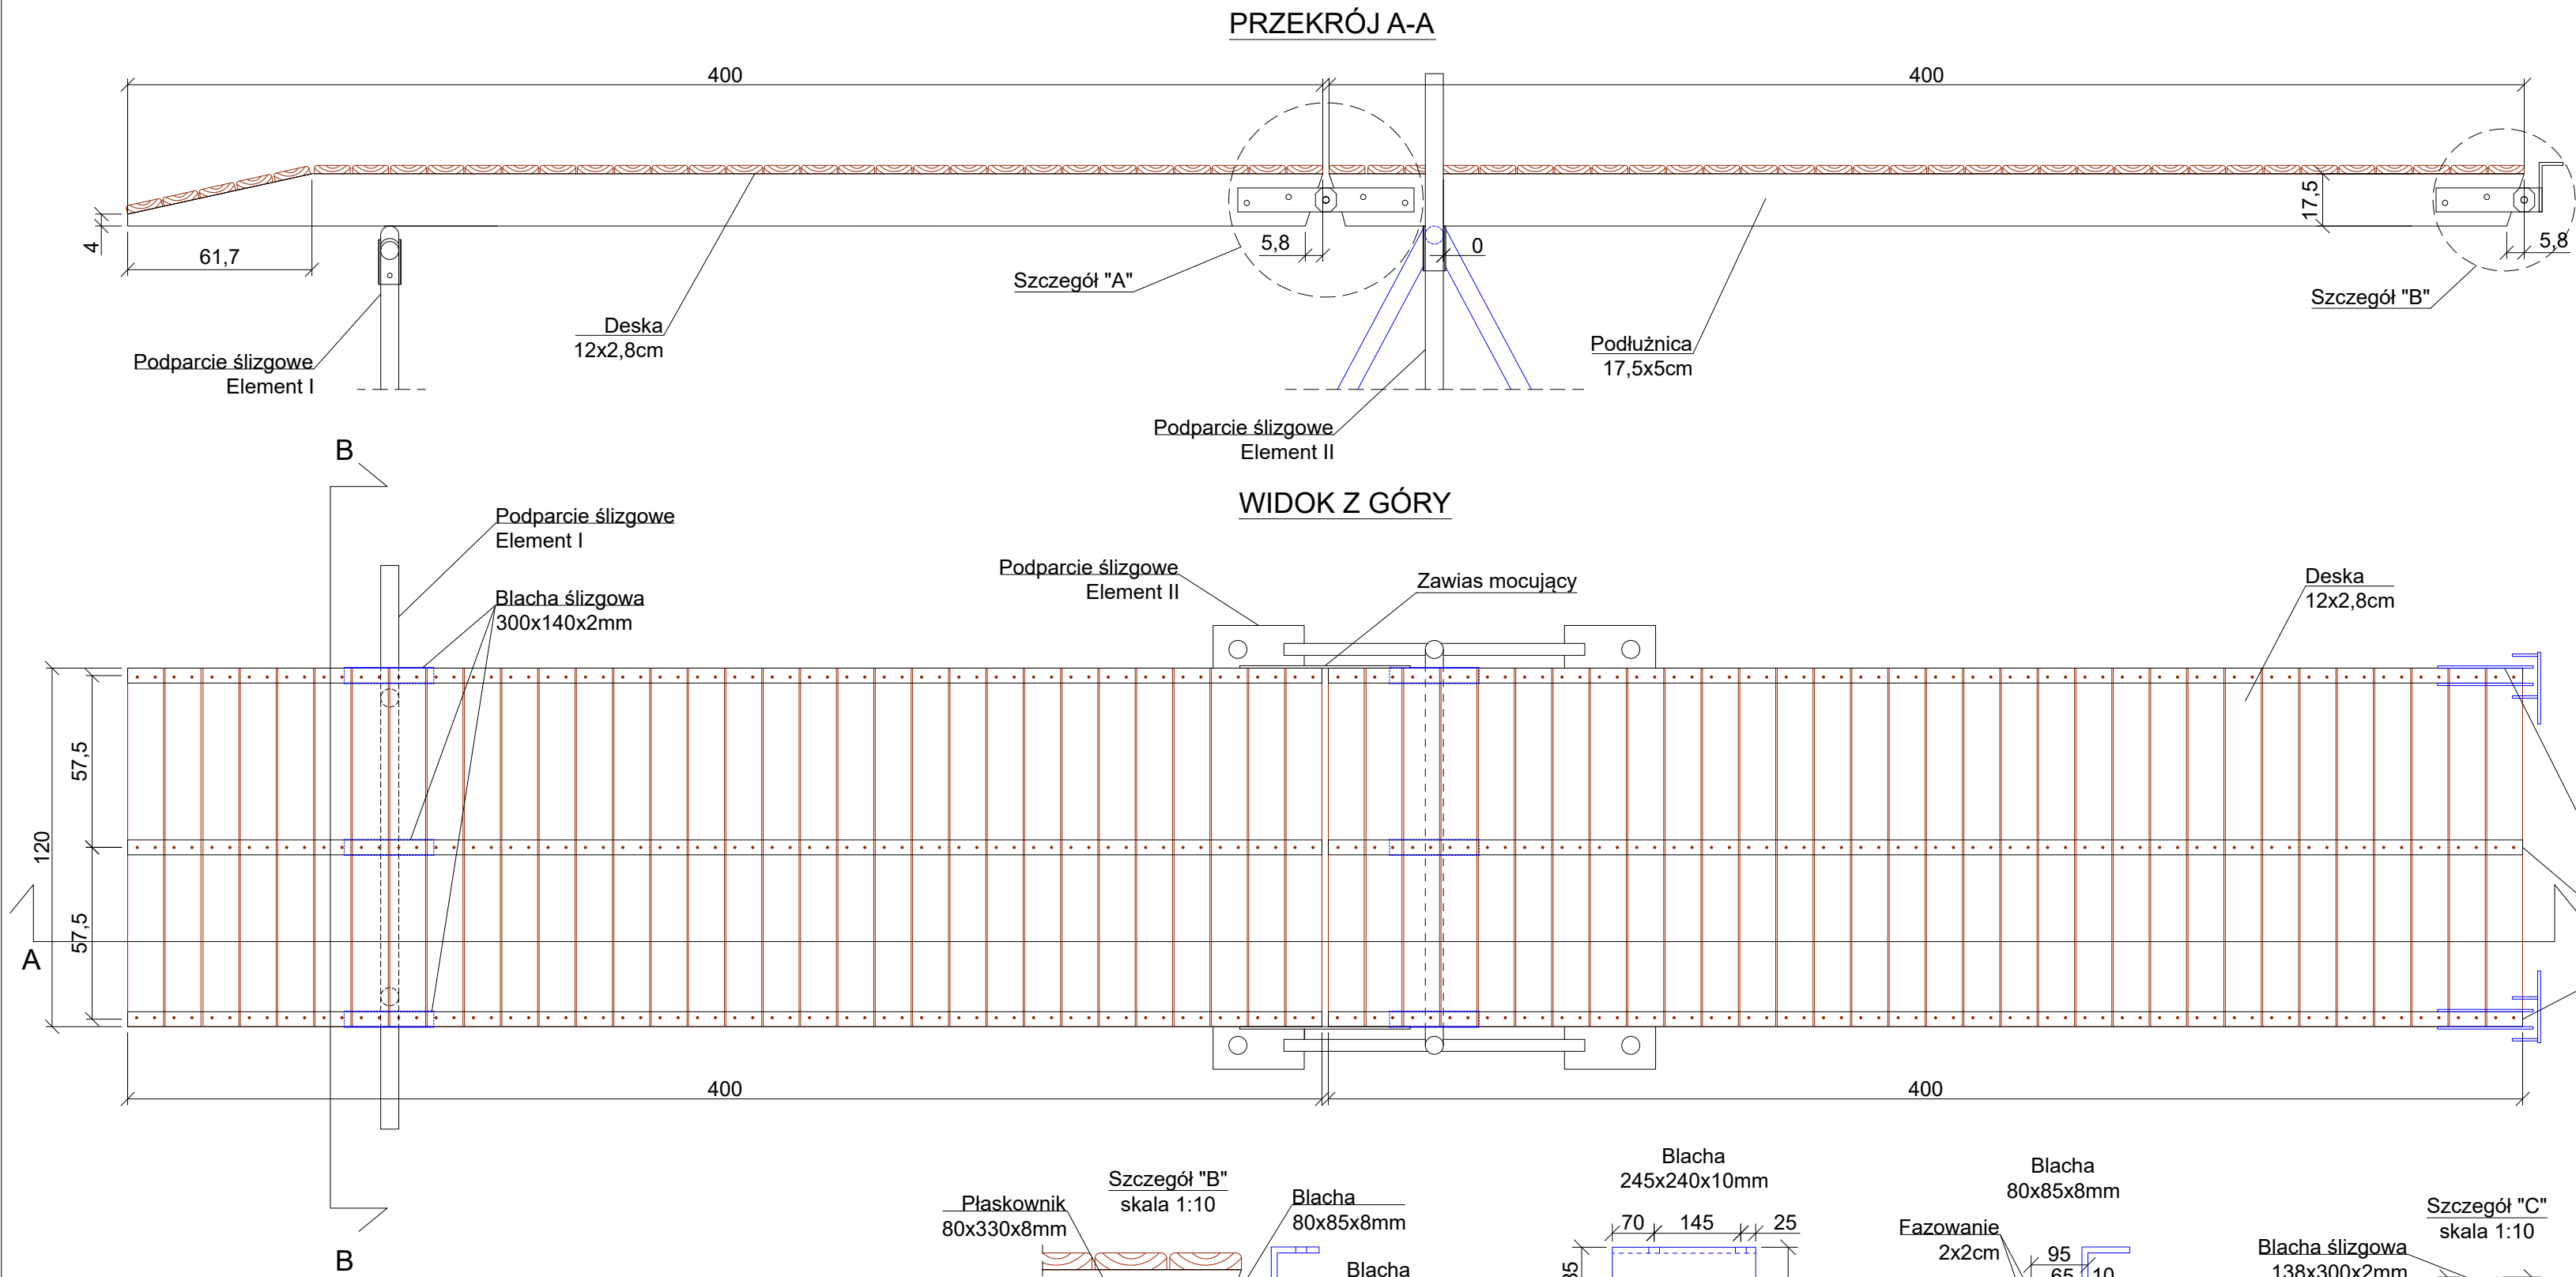 PRZEKRÓJ A-A
400
400
4
61,7
5,8
0
17,5
5,8
Szczegół "A"
Szczegół "B"
Deska
12x2,8cm
Podłużnica
17,5x5cm
Podparcie ślizgowe
Element I
Podparcie ślizgowe
Element II
B
WIDOK Z GÓRY
Podparcie ślizgowe
Element I
Podparcie ślizgowe
Element II
Zawias mocujący
Deska
12x2,8cm
Blacha ślizgowa
300x140x2mm
57,5
120
57,5
A
400
400
B
Szczegół "B"
skala 1:10
Płaskownik
80x330x8mm
Blacha
80x85x8mm
Blacha
Blacha
245x240x10mm
70
145
25
Blacha
80x85x8mm
Fazowanie
2x2cm
95
65
10
Szczegół "C"
skala 1:10
Blacha ślizgowa
138x300x2mm